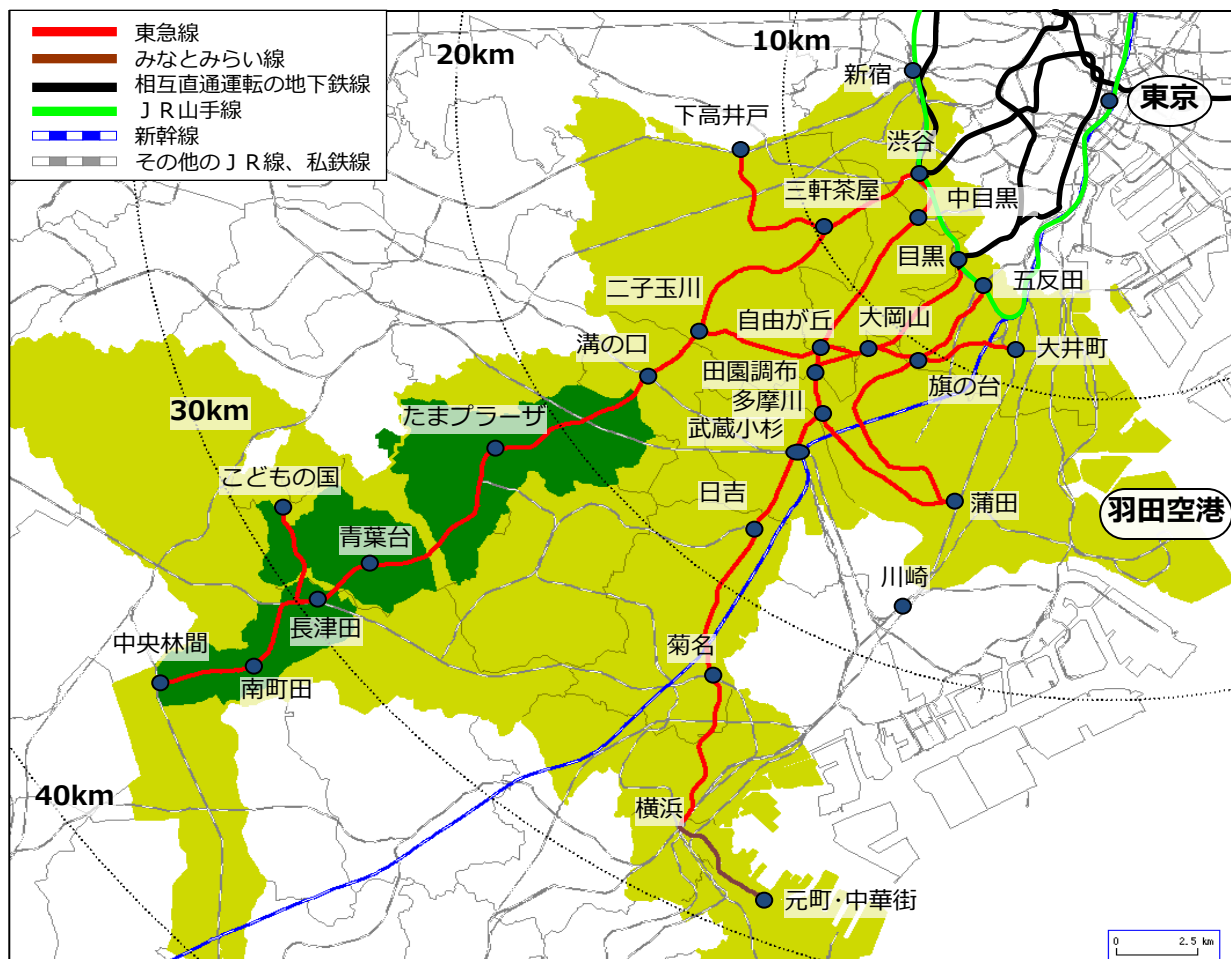 東急線
みなとみらい線
相互直通運転の地下鉄線
ＪＲ山手線
新幹線
その他のＪＲ線、私鉄線
20km
10km
新宿
東京
下高井戸
渋谷
三軒茶屋
中目黒
目黒
二子玉川
五反田
自由が丘
大岡山
溝の口
大井町
田園調布
旗の台
30km
たまプラーザ
多摩川
武蔵小杉
こどもの国
日吉
蒲田
羽田空港
青葉台
川崎
長津田
中央林間
菊名
南町田
40km
横浜
元町・中華街
0 2.5 km